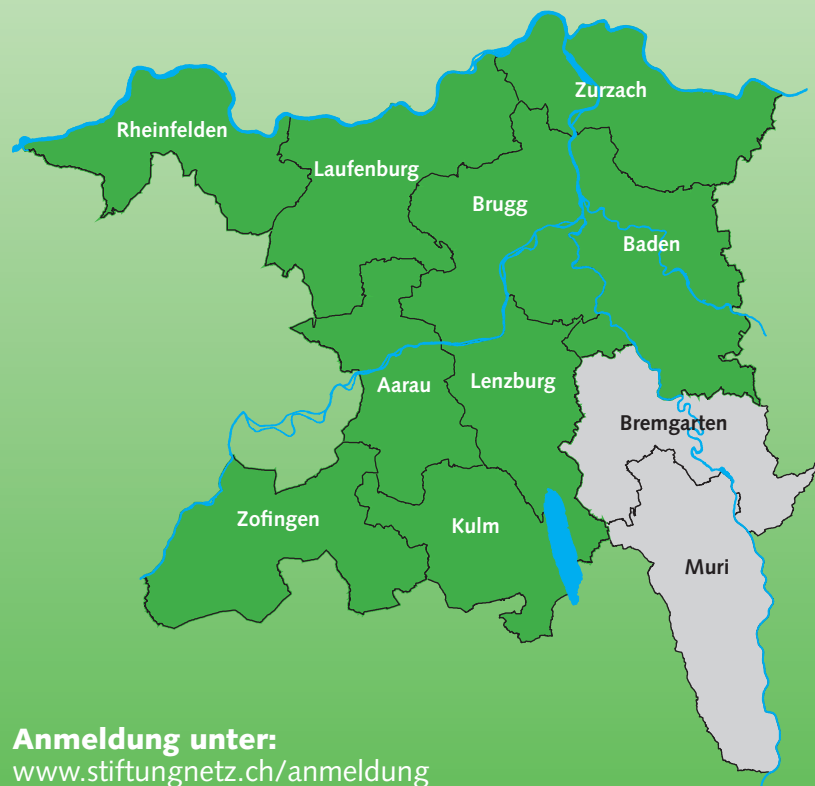 Zurzach
Rheinfelden
Laufenburg
Brugg
Baden
Aarau
Lenzburg
Bremgarten
Zofingen
Kulm
Muri
Anmeldung unter:
www.stiftungnetz.ch/anmeldung